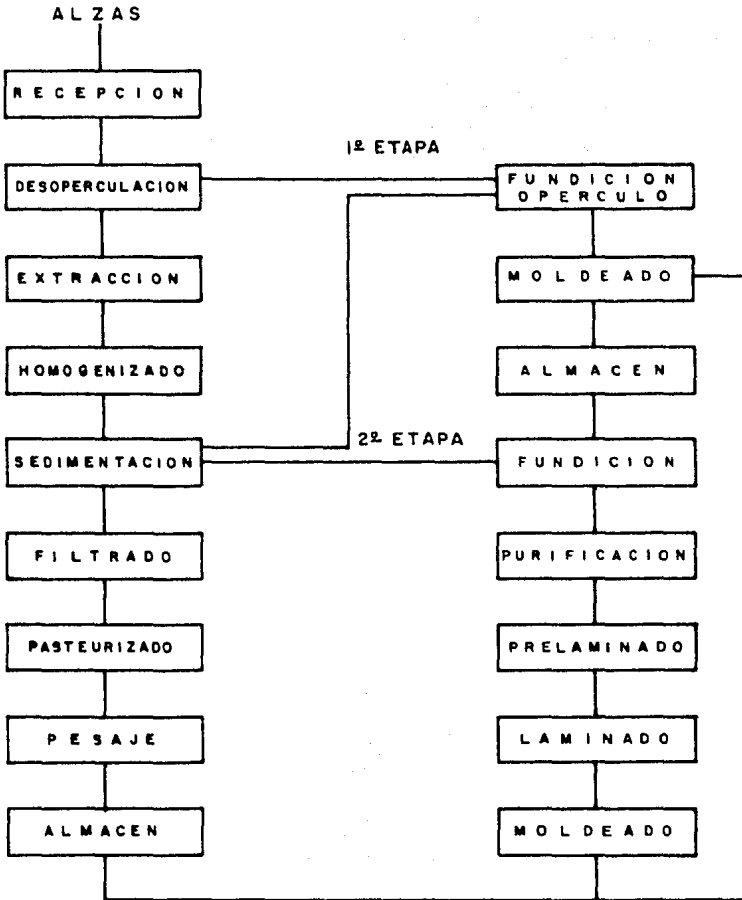 ALZAS
RECEPCION
DESOPERCULACION
EXTRACCION
HOMOGENIZADO
SEDIMENTACION
FILTRADO
PASTEURIZADO
PESAJE
ALMACEN
1ª ETAPA
2ª ETAPA
FUNDICION
OPERCULO
MOLDEADO
ALMACEN
FUNDICION
PURIFICACION
PRELAMINADO
LAMINADO
MOLDEADO